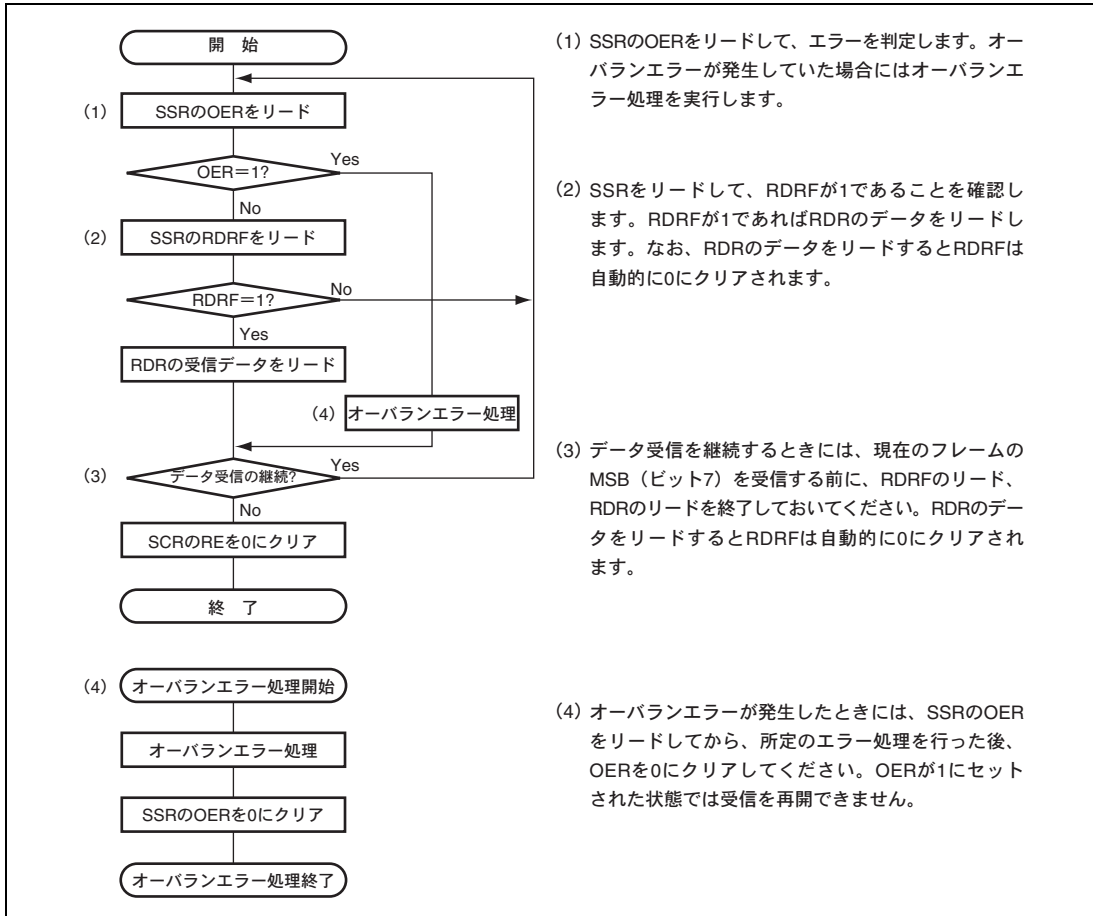 開　始
(1) SSRのOERをリード
OER＝1?
Yes
No
(2) SSRのRDRFをリード
RDRF＝1?
No
Yes
RDRの受信データをリード
(4) オーバランエラー処理
(3) データ受信の継続?
Yes
No
SCRのREを0にクリア
終　了
(4) オーバランエラー処理開始
オーバランエラー処理
SSRのOERを0にクリア
オーバランエラー処理終了
(1) SSRのOERをリードして、エラーを判定します。オー
バランエラーが発生していた場合にはオーバランエ
ラー処理を実行します。
(2) SSRをリードして、RDRFが1であることを確認し
ます。RDRFが1であればRDRのデータをリードし
ます。なお、RDRのデータをリードするとRDRFは
自動的に0にクリアされます。
(3) データ受信を継続するときには、現在のフレームの
MSB（ビット7）を受信する前に、RDRFのリード、
RDRのリードを終了しておいてください。RDRのデー
タをリードするとRDRFは自動的に0にクリアされ
ます。
(4) オーバランエラーが発生したときには、SSRのOER
をリードしてから、所定のエラー処理を行った後、
OERを0にクリアしてください。OERが1にセット
された状態では受信を再開できません。